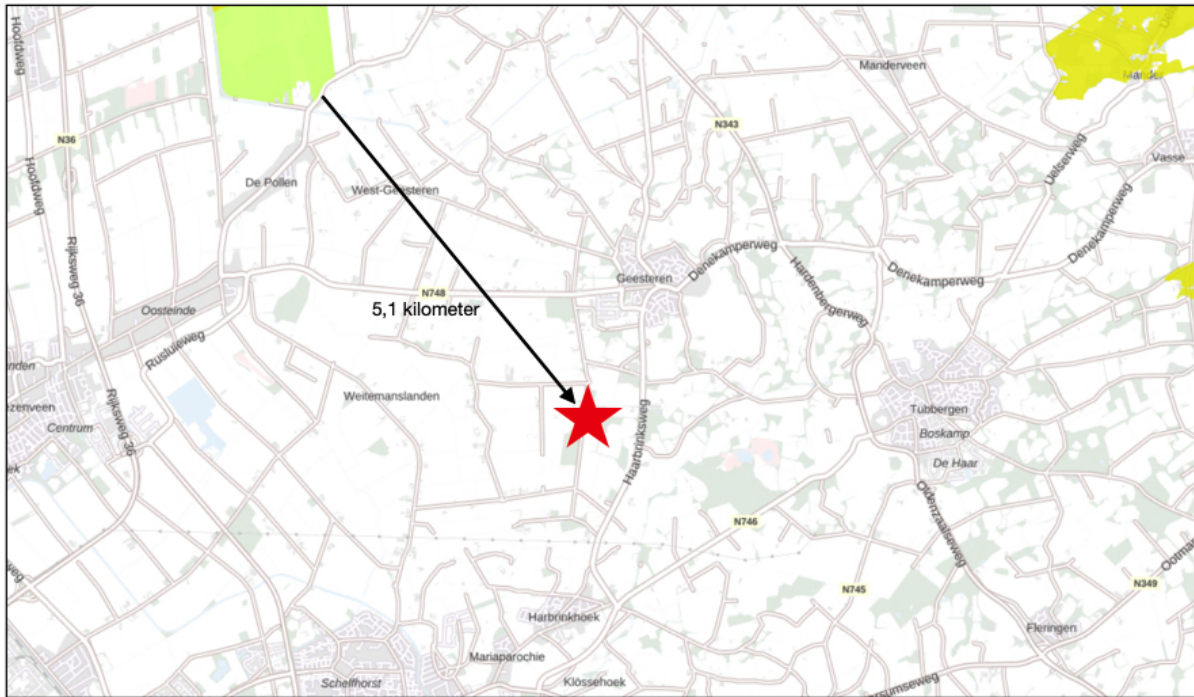 Hoofdweg
Manderveen
N36
N343
Uelserweg
Vasse
Hoofdweg
De Pollen
West-Geesteren
Rijksweg 36
Denekamperweg
Denekamperweg
Geesteren
Denekamperweg
N748
Hardenbergerweg
5,1 kilometer
Oosteinde
Weitemanslanden
Rijksweg 36
Centrum
Tubbergen
Boskamp
De Haar
Haarbrinksweg
Oldenzaalseweg
N746
N745
N349
Harbrinkhoek
Fleringen
Mariaparochie
Schelfhorst
Klössehoek